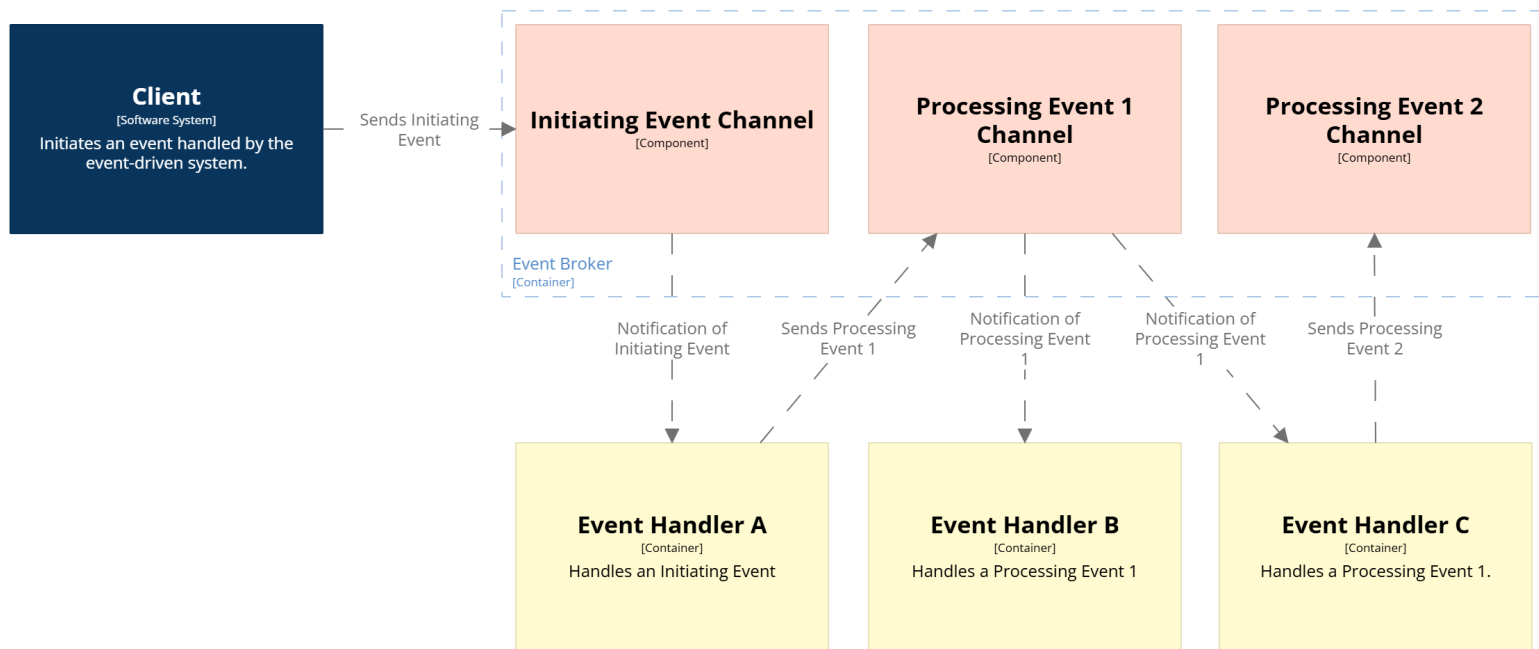 Client
[Software System]
Initiates an event handled by the
event-driven system.
Sends Initiating
Event
Initiating Event Channel
[Component]
Processing Event 1
Channel
[Component]
Processing Event 2
Channel
[Component]
Event Broker
[Container]
Notification of
Initiating Event
Sends Processing
Event 1
Notification of
Processing Event
1
Notification of
Processing Event
1
Sends Processing
Event 2
Event Handler A
[Container]
Handles an Initiating Event
Event Handler B
[Container]
Handles a Processing Event 1
Event Handler C
[Container]
Handles a Processing Event 1.